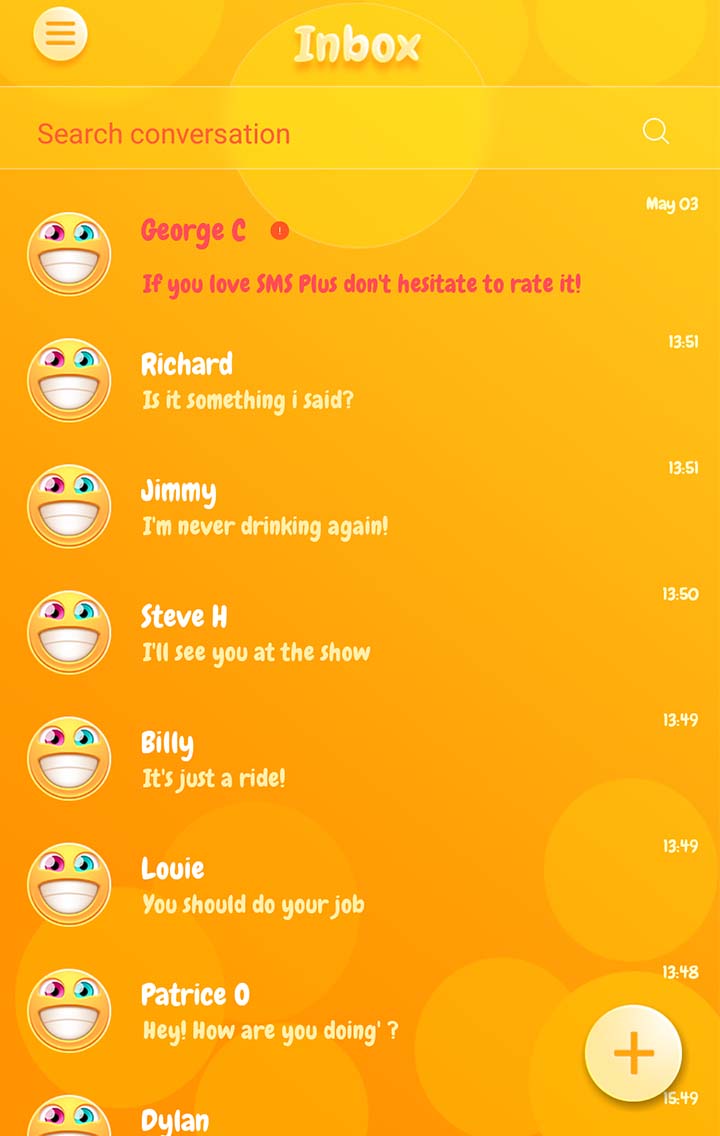 Inbox
Search conversation
May 03
George C
If you love SMS Plus don't hesitate to rate it!
13:51
Richard
Is it something i said?
13:51
Jimmy
I'm never drinking again!
13:50
Steve H
I'll see you at the show
13:49
Billy
It's just a ride!
13:49
Louie
You should do your job
13:48
Patrice O
Hey! How are you doing' ?
15:49
Dylan